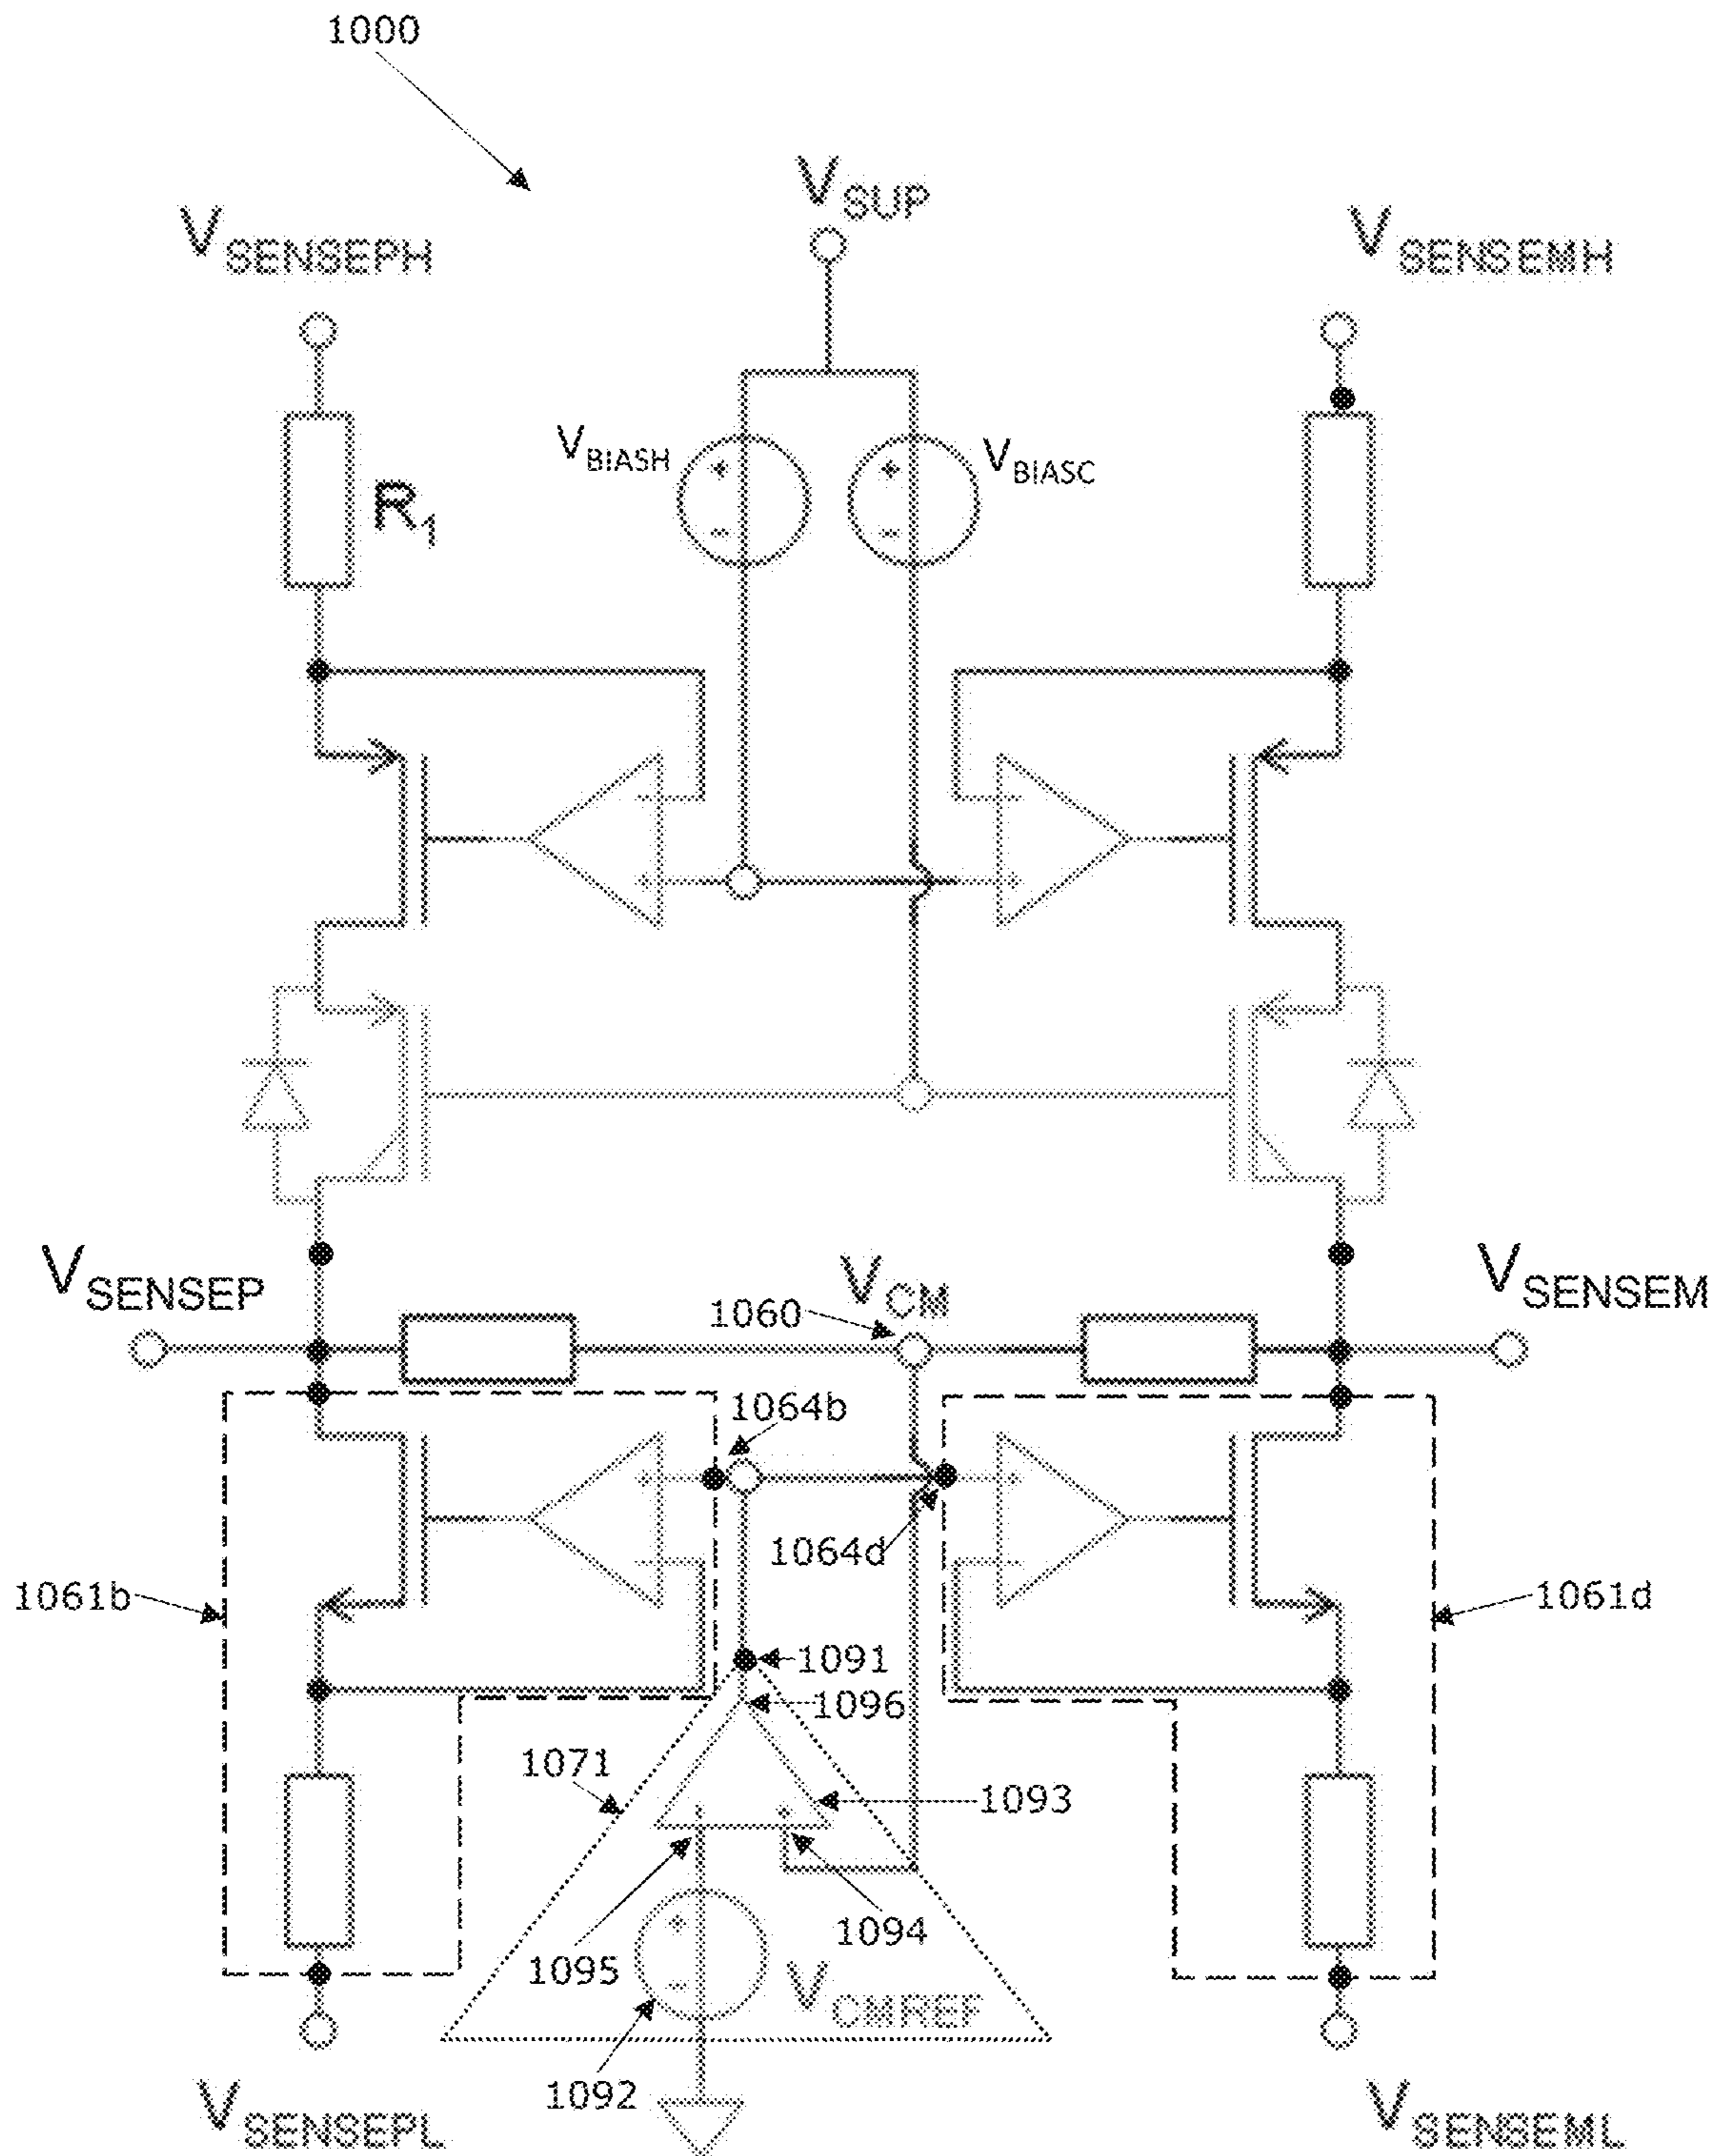 1000
VSUP
VSENSEPH
VSENSEMH
VBIASH
VBIASC
+
+
-
-
R1
VSENSEP
VCM
VSENSEM
1060
1064b
1064d
1061b
1061d
1091
1096
1071
1093
1094
1095
+
-
VCMREF
1092
VSENSEPL
VSENSEML